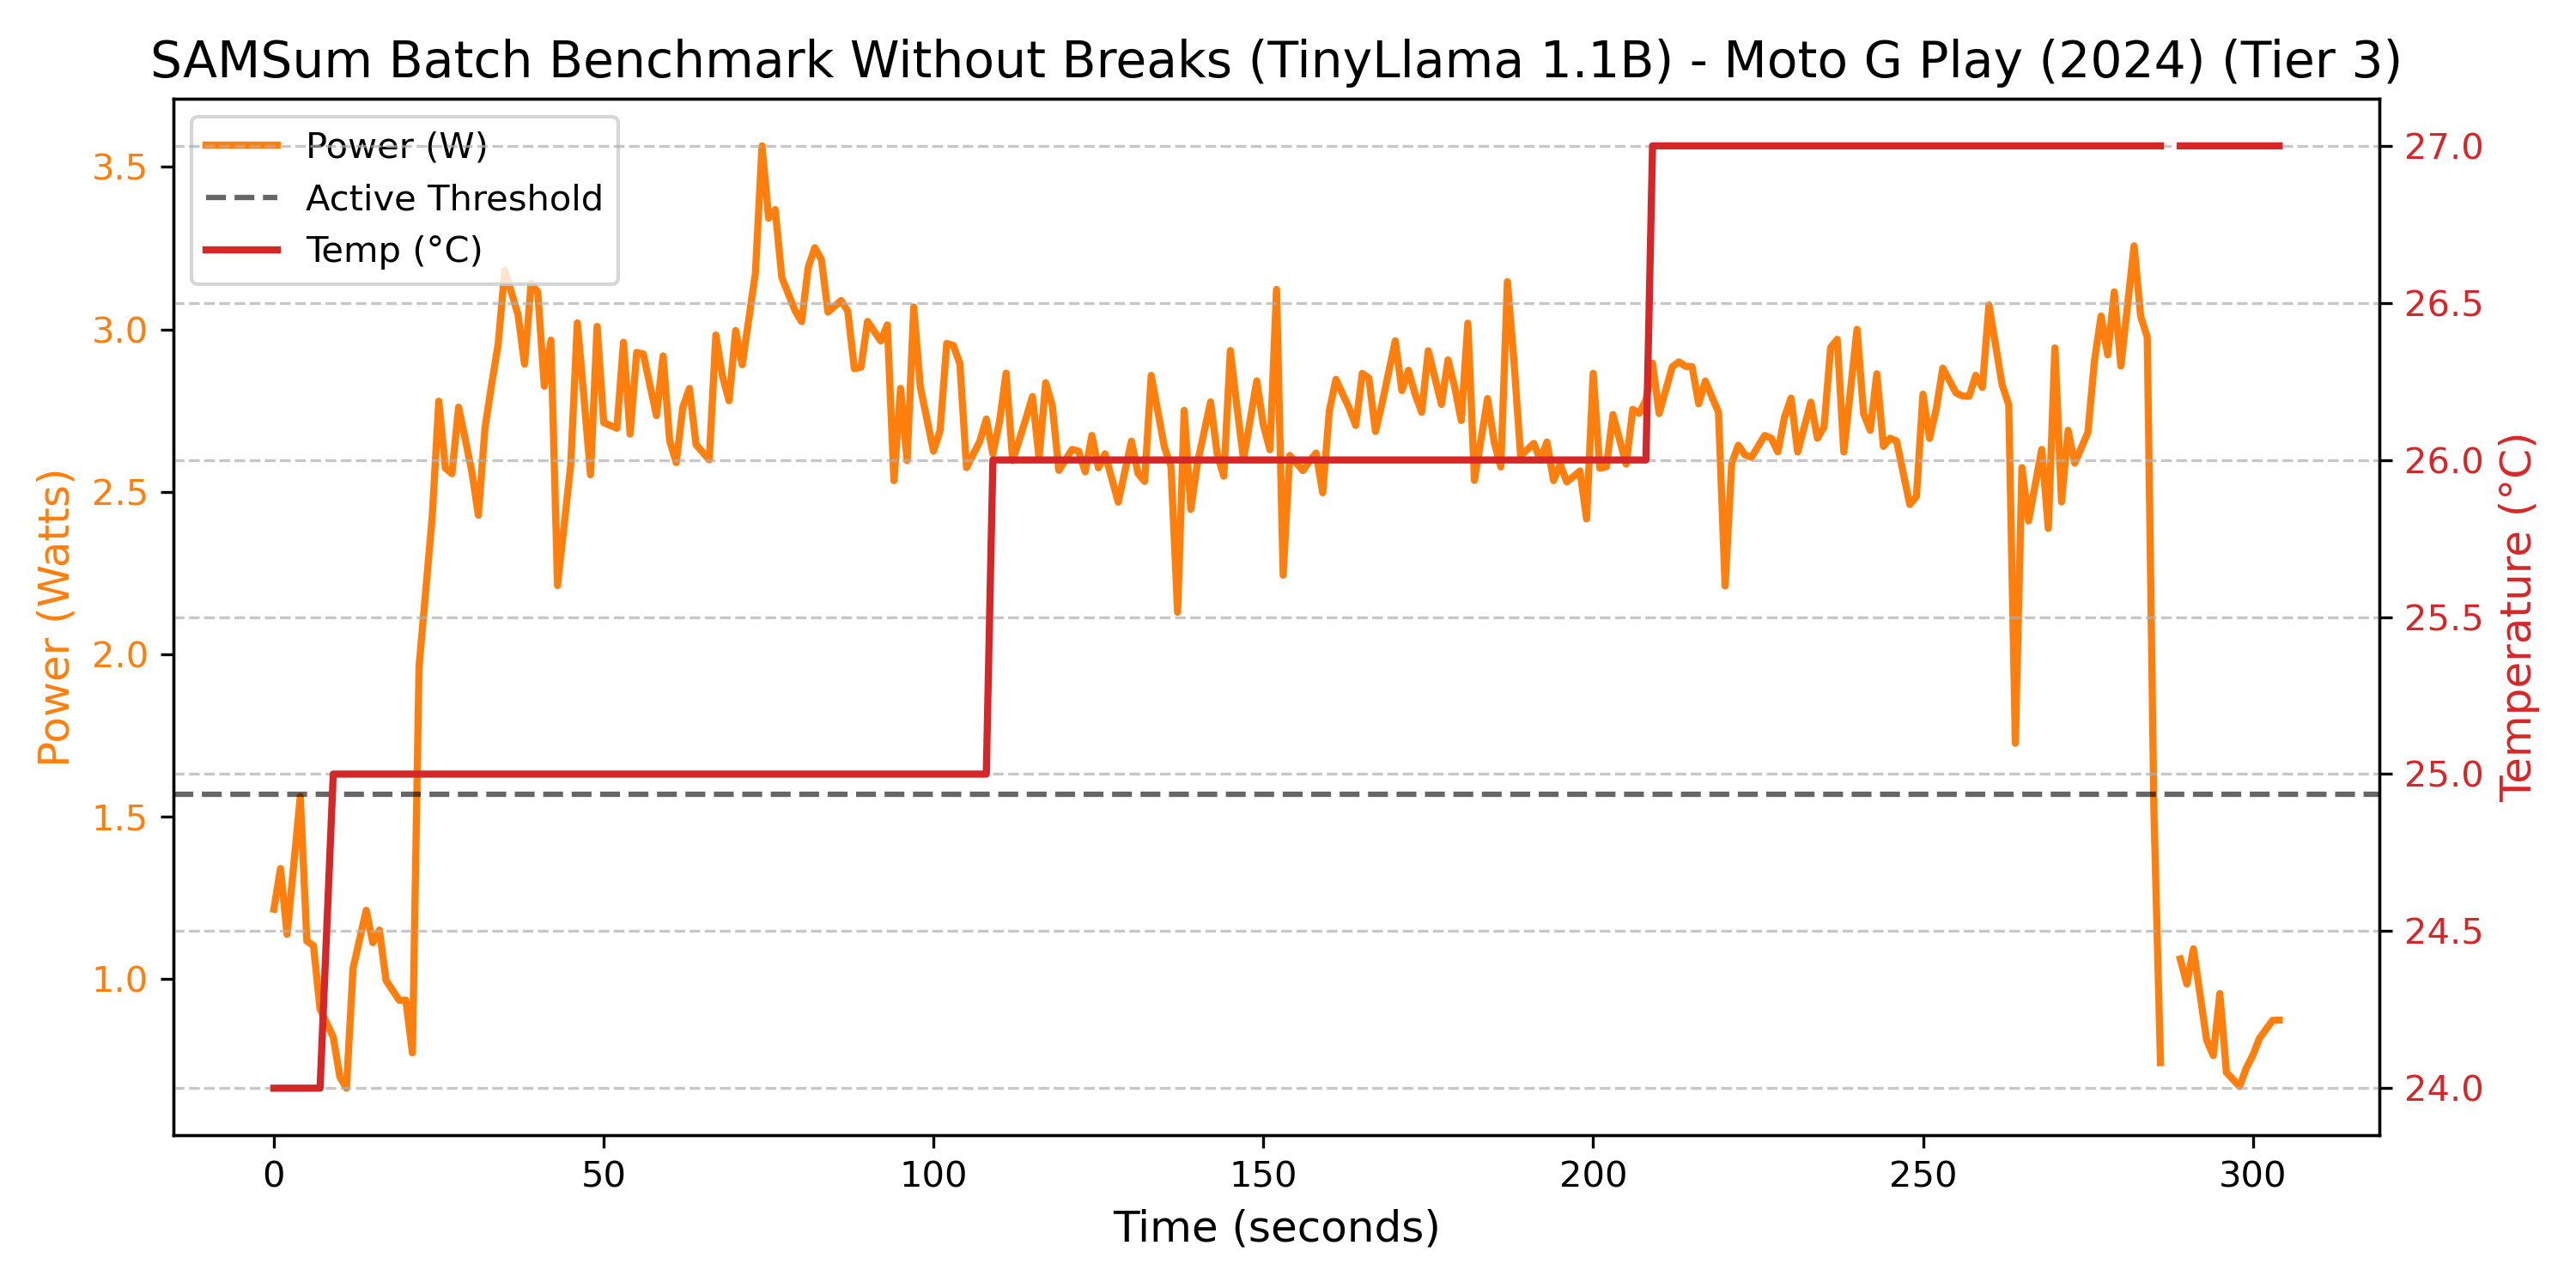 SAMSum Batch Benchmark Without Breaks (TinyLlama 1.1B) - Moto G Play (2024) (Tier 3)
Power (W)
Active Threshold
Temp (°C)
3.5
3.0
2.5
2.0
1.5
1.0
Power (Watts)
27.0
26.5
26.0
25.5
25.0
24.5
24.0
Temperature (°C)
0 50 100 150 200 250 300
Time (seconds)